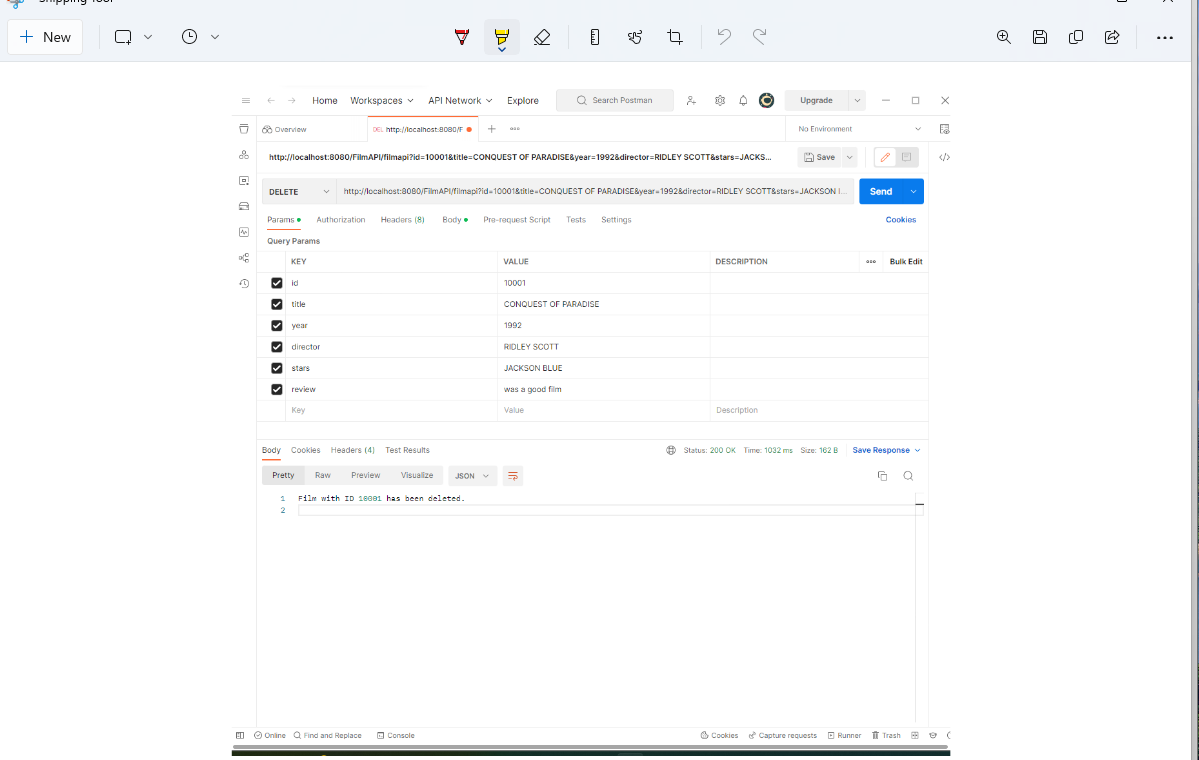 Snipping Tool
New
Home Workspaces API Network Explore Search Postman Upgrade
Overview DEL http://localhost:8080/F No Environment
http://localhost:8080/FilmAPI/filmapi?id=10001&title=CONQUEST OF PARADISE&year=1992&director=RIDLEY SCOTT&stars=JACKS... Save
DELETE http://localhost:8080/FilmAPI/filmapi?id=10001&title=CONQUEST OF PARADISE&year=1992&director=RIDLEY SCOTT&stars=JACKSON I... Send
Params Authorization Headers (8) Body Pre-request Script Tests Settings Cookies
Query Params
KEY VALUE DESCRIPTION Bulk Edit
id 10001
title CONQUEST OF PARADISE
year 1992
director RIDLEY SCOTT
stars JACKSON BLUE
review was a good film
Key Value Description
Body Cookies Headers (4) Test Results Status: 200 OK Time: 1032 ms Size: 162 B Save Response
Pretty Raw Preview Visualize JSON
1 Film with ID 10001 has been deleted.
2
Online Find and Replace Console Cookies Capture requests Runner Trash